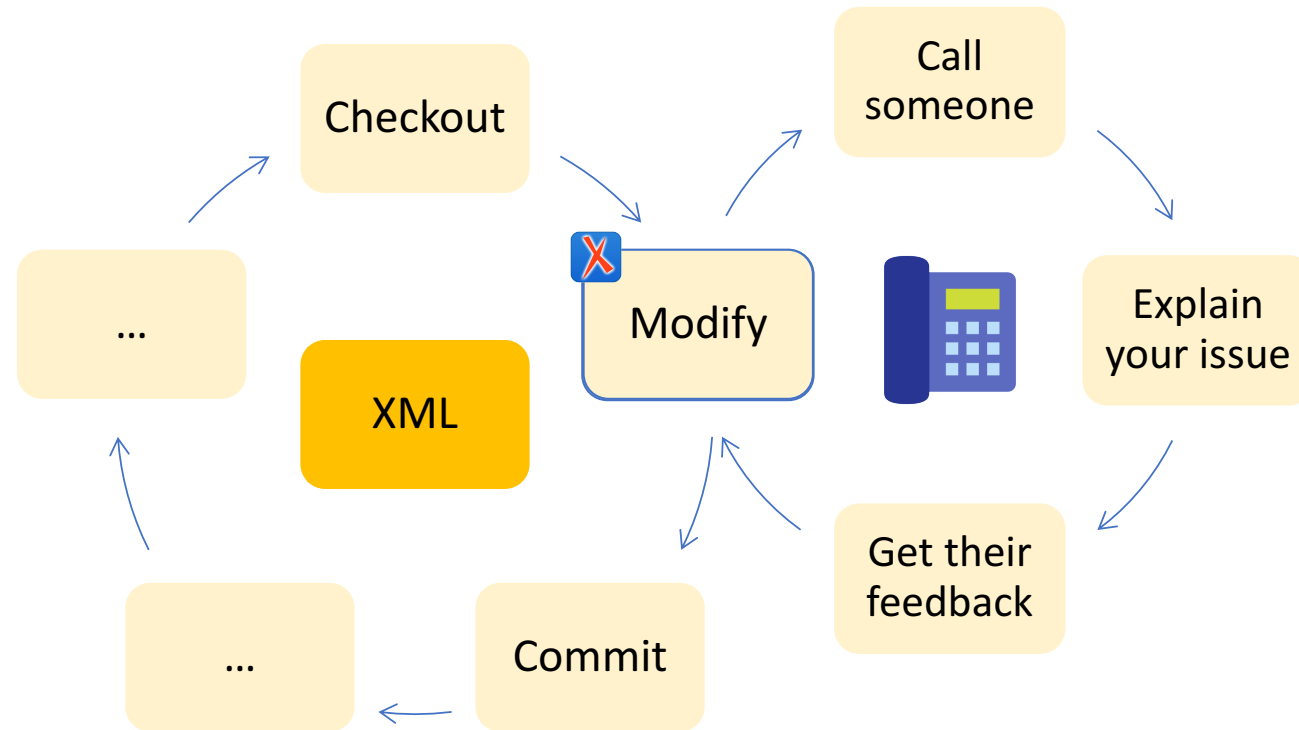 Call
someone
Checkout
Explain
your issue
...
Modify
XML
Get their
feedback
...
Commit